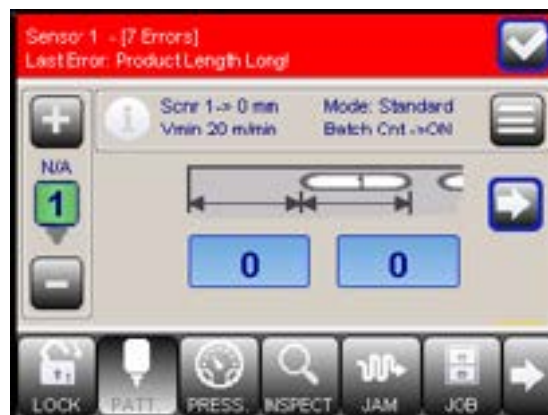 Sensor 1 - [7 Errors]
Last Error: Product Length Long!
Scnr 1-> 0 mm
Mode: Standard
Vmin 20 m/min
Batch Cnt ->ON
N/A
1
1
0
0
LOCK
PATT.
PRESS.
INSPECT
JAM
JOB